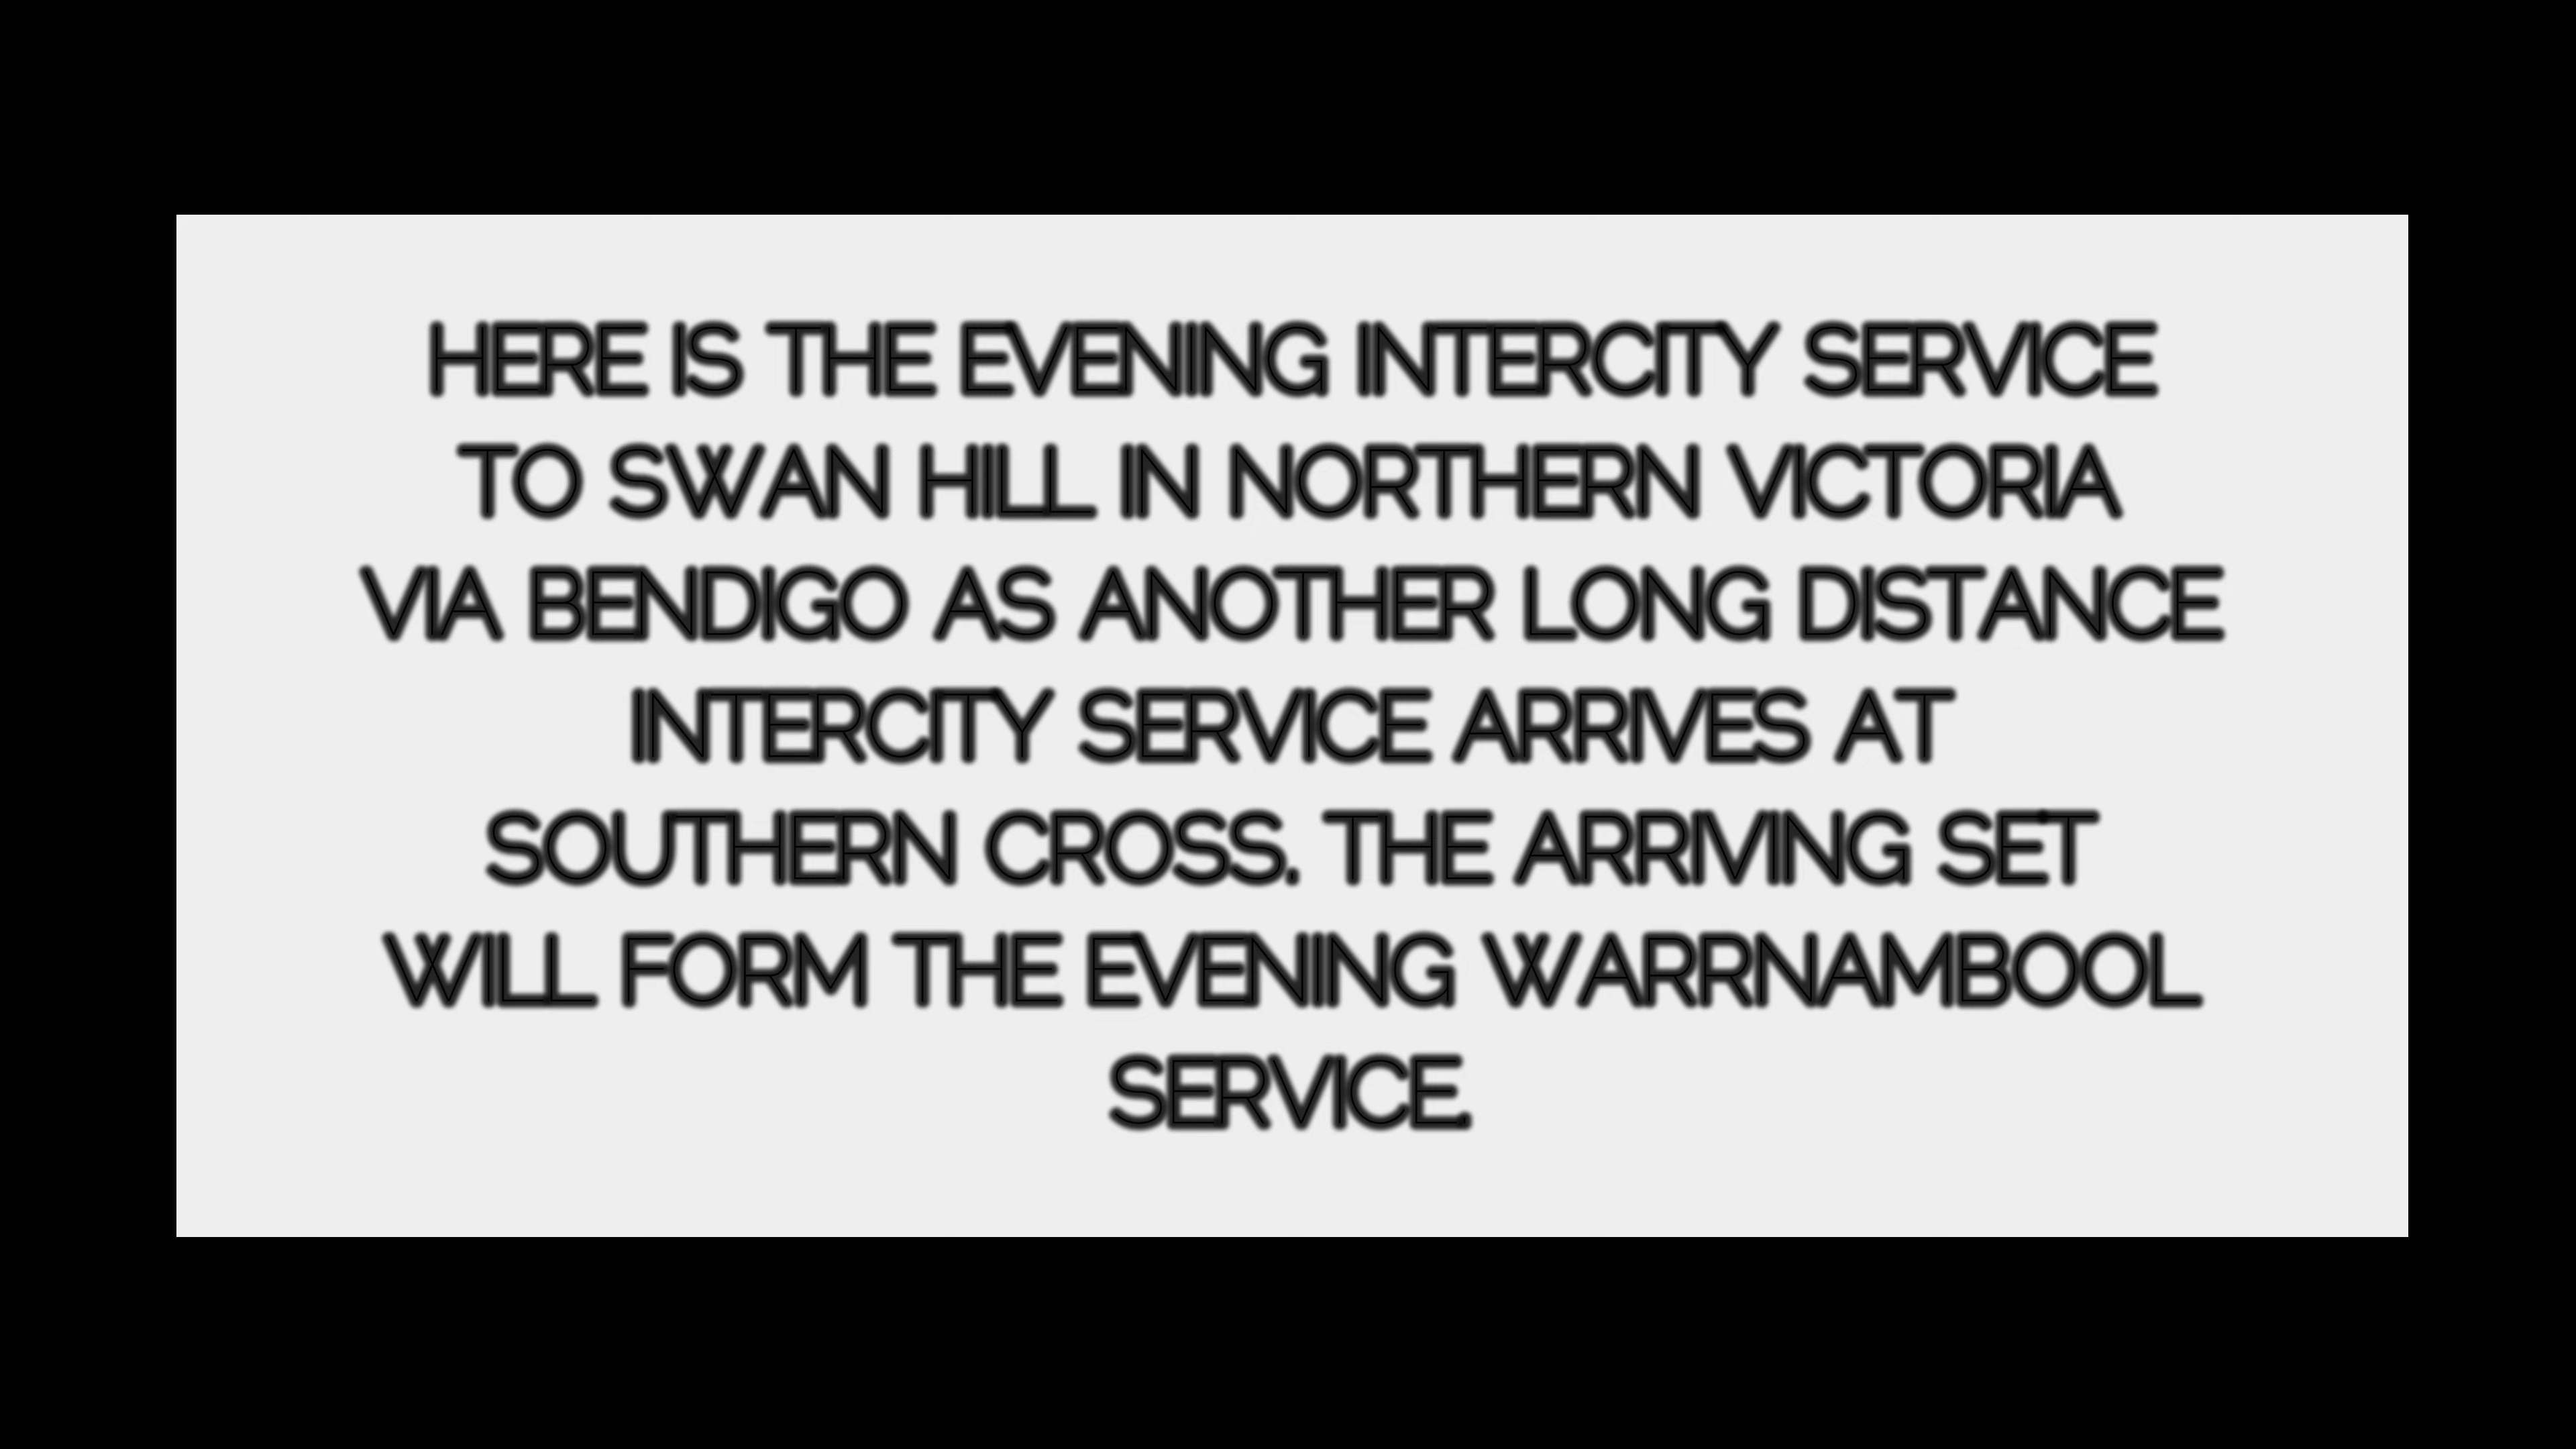 HERE IS THE EVENING INTERCITY SERVICE
TO SWAN HILL IN NORTHERN VICTORIA
VIA BENDIGO AS ANOTHER LONG DISTANCE
INTERCITY SERVICE ARRIVES AT
SOUTHERN CROSS. THE ARRIVING SET
WILL FORM THE EVENING WARRNAMBOOL
SERVICE.